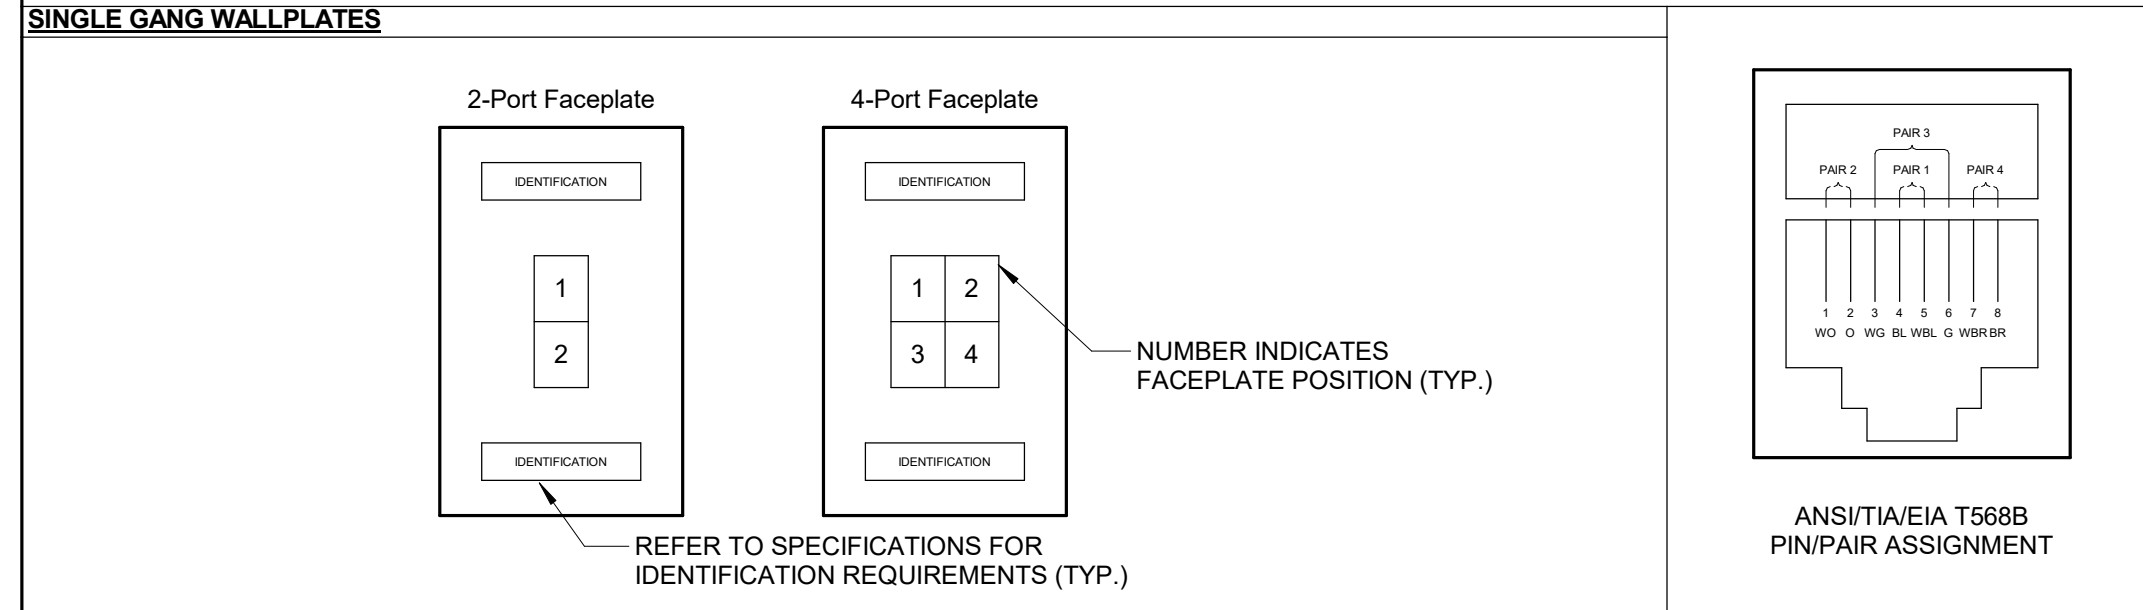 SINGLE GANG WALLPLATES
2-Port Faceplate
IDENTIFICATION
1
2
IDENTIFICATION
REFER TO SPECIFICATIONS FOR
IDENTIFICATION REQUIREMENTS (TYP.)
4-Port Faceplate
IDENTIFICATION
1 2
3 4
IDENTIFICATION
NUMBER INDICATES
FACEPLATE POSITION (TYP.)
PAIR 3
PAIR 2 PAIR 1 PAIR 4
1 2 3 4 5 6 7 8
WO O WG BL WBL G WBR BR
ANSI/TIA/EIA T568B
PIN/PAIR ASSIGNMENT